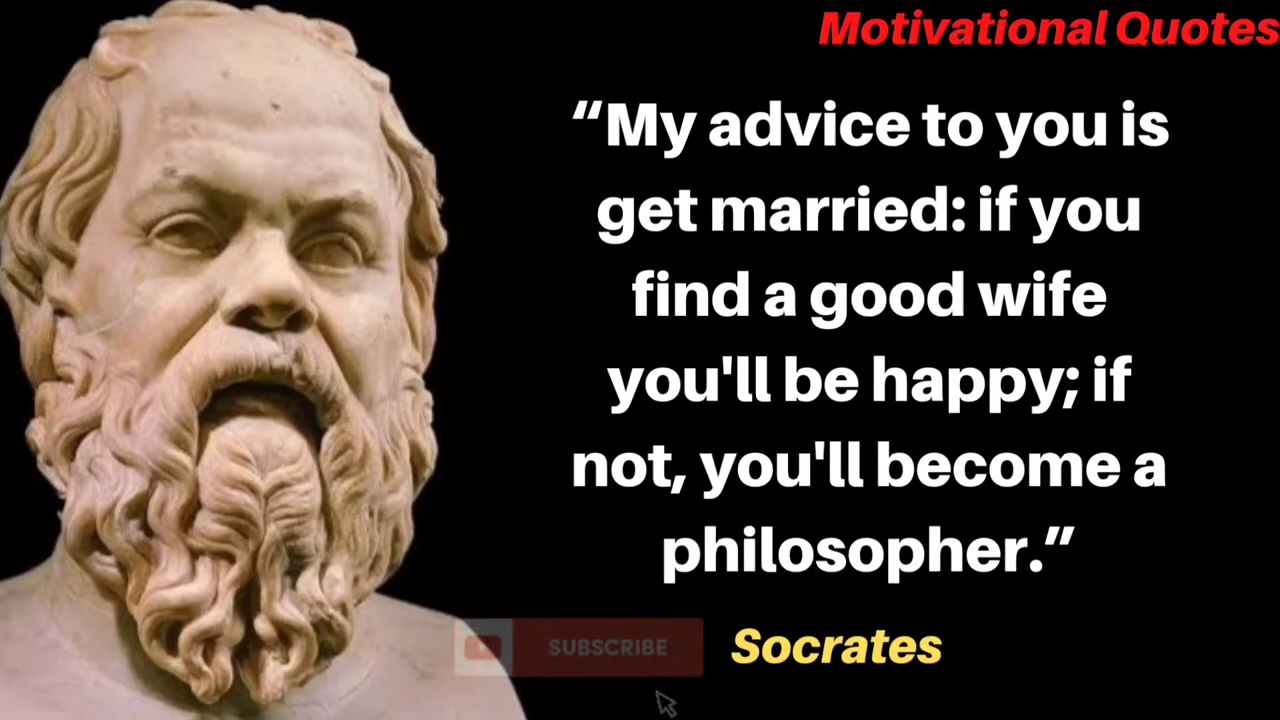 Motivational Quotes
“My advice to you is
get married: if you
find a good wife
you'll be happy; if
not, you'll become a
philosopher.”
SUBSCRIBE
Socrates